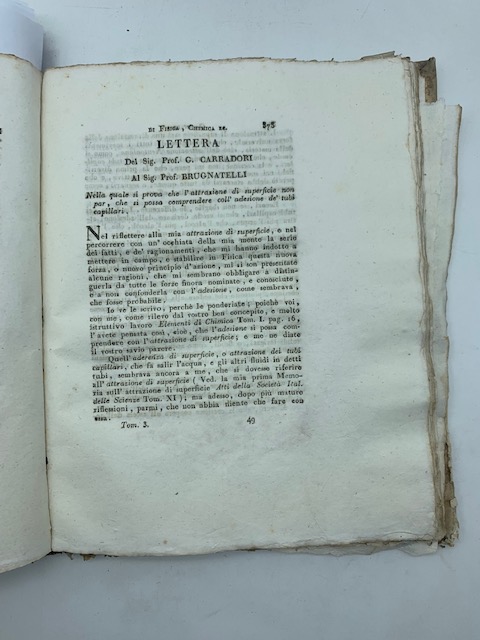 DI FISICA, CHIMICA ec. 373
LETTERA
Del Sig. Prof. G. CARRADORI
Al Sig. Prof. BRUGNATELLI
Nella quale si prova che l'attrazione di superficie non
par, che si possa comprendere coll'adesione de' tubi
capillari.
Nel riflettere alla mia attrazione di superficie, e nel
percorrere con un' occhiata della mia mente la serie
de' fatti, e de' ragionamenti, che mi hanno indotto a
mettere in campo, e stabilire in Fisica questa nuova
forza, o nuovo principio d'azione, mi si son presentate
alcune ragioni, che mi sembrano obbligare a distin-
guerla da tutte le forze finora nominate, e conosciute,
e a non confonderla con l'adesione, come sembrava,
che fosse probabile.
Io ve le scrivo, perchè le ponderiate; poichè voi,
con me, come rilevo dal vostro ben concepito, e molto
istruttivo lavoro Elementi di Chimica Tom. I. pag. 16,
l'avete pensata così, cioè, che l'adesione si possa com-
prendere con l'attrazione di superficie; e me ne diate
il vostro savio parere.
Quell' aderenza di superficie, o attrazione dei tubi
capillari, che fa salir l'acqua, e gli altri fluidi in detti
tubi, sembrava ancora a me, che si dovesse riferire
all' attrazione di superficie (Ved. la mia prima Memo-
ria sull' attrazione di superficie Atti della Società Ital.
delle Scienze Tom. XI); ma adesso, dopo più mature
riflessioni, parmi, che non abbia niente che fare con
essa.
Tom. 3. 49